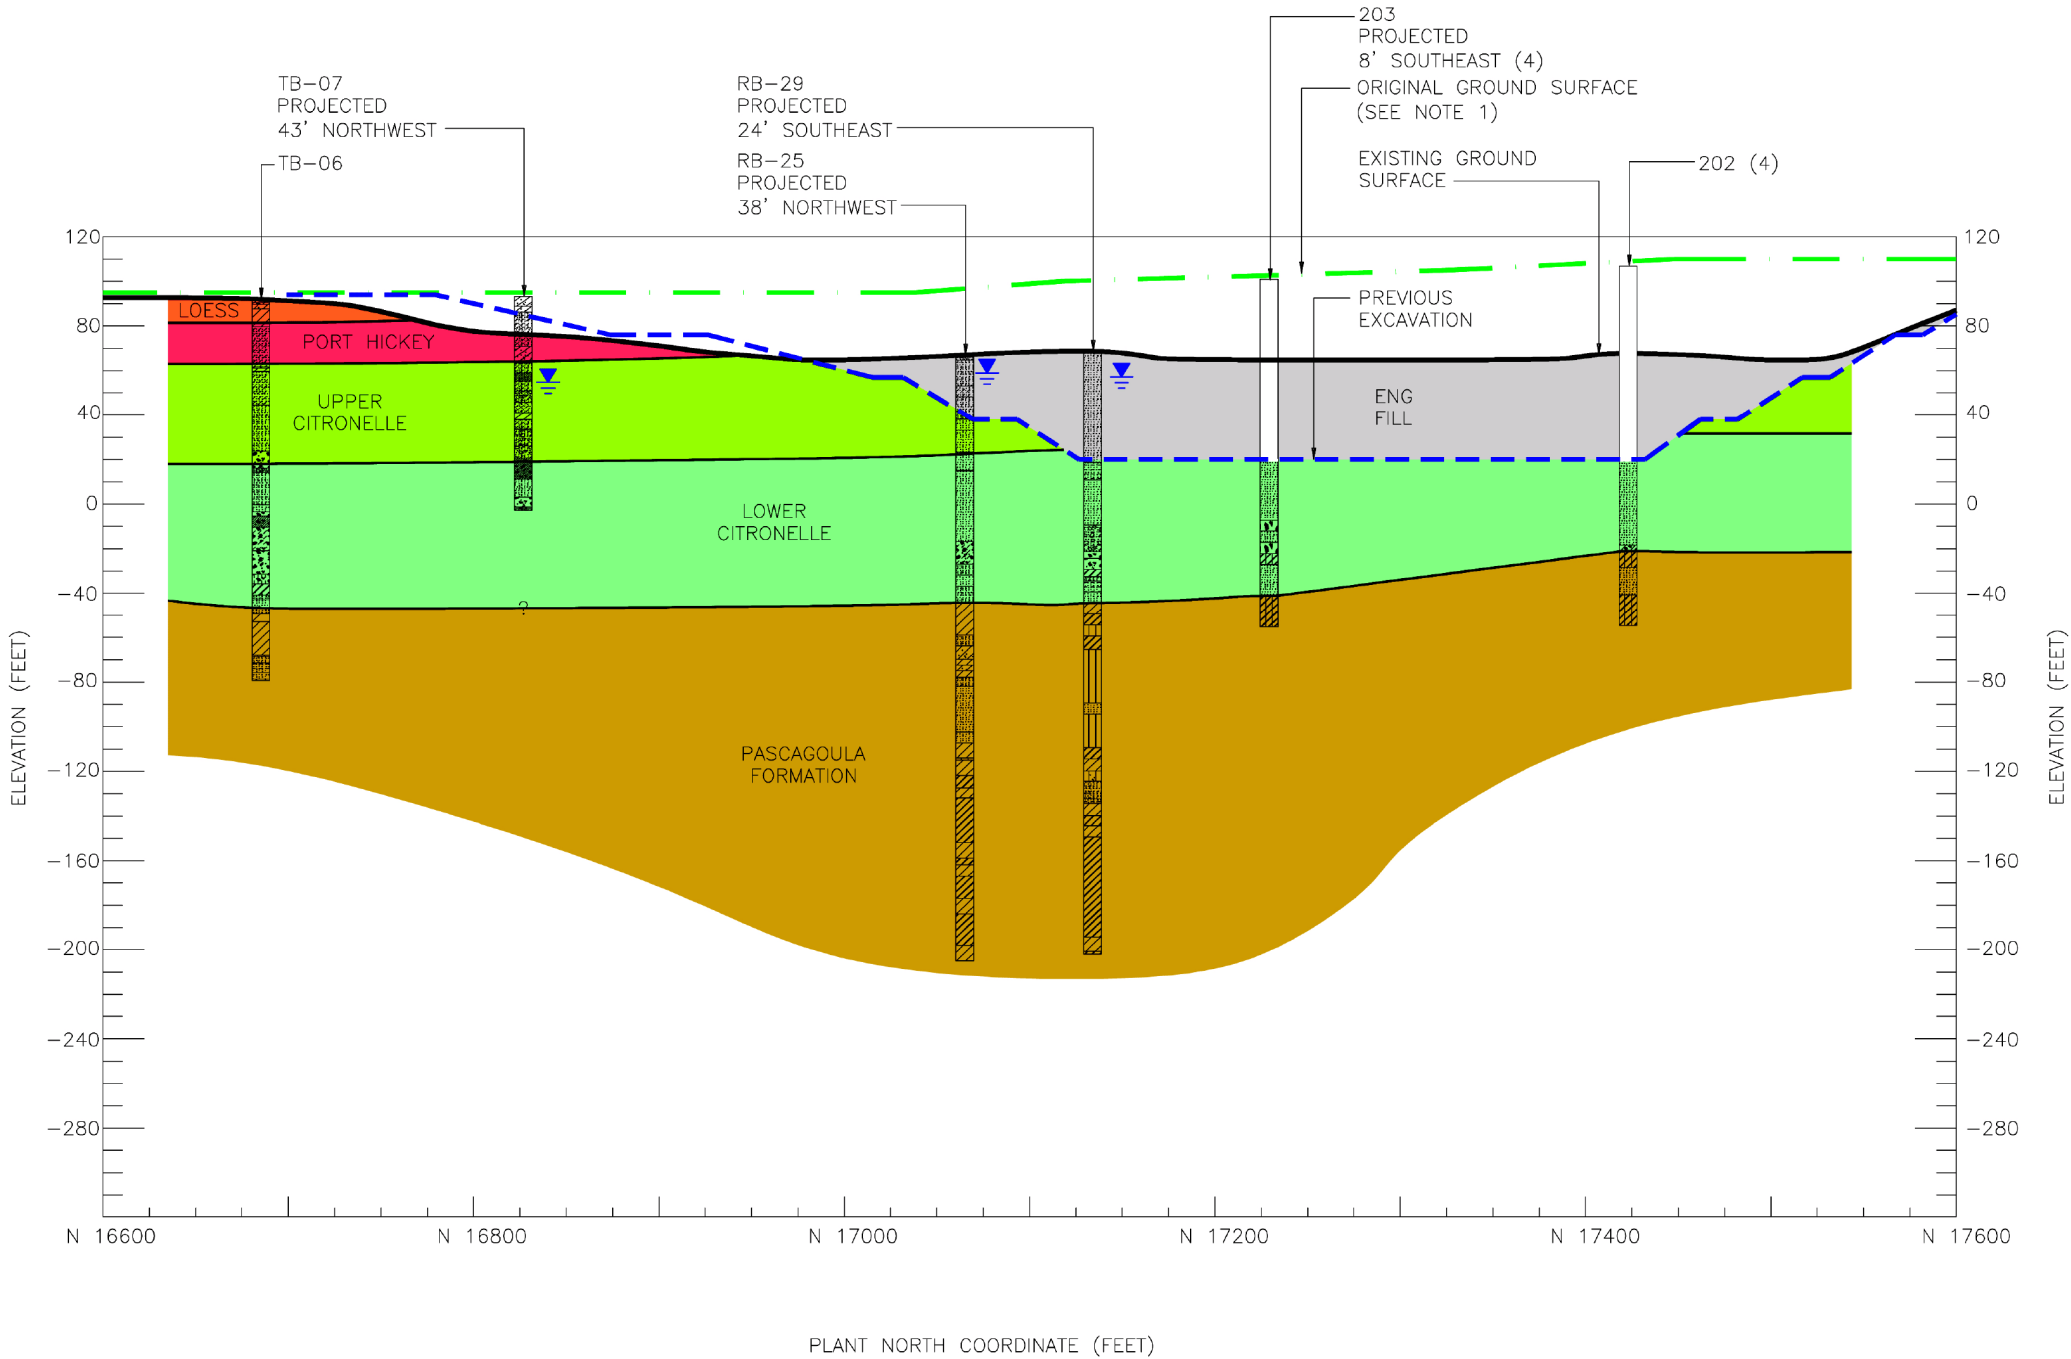 203
PROJECTED
8' SOUTHEAST (4)
TB-07
PROJECTED
43' NORTHWEST
TB-06
RB-29
PROJECTED
24' SOUTHEAST
RB-25
PROJECTED
38' NORTHWEST
ORIGINAL GROUND SURFACE
(SEE NOTE 1)
EXISTING GROUND
SURFACE
202 (4)
PREVIOUS
EXCAVATION
120
80
40
0
-40
-80
-120
-160
-200
-240
-280
ELEVATION (FEET)
LOESS
PORT HICKEY
UPPER
CITRONELLE
ENG
FILL
LOWER
CITRONELLE
?
PASCAGOULA
FORMATION
120
80
40
0
-40
-80
-120
-160
-200
-240
-280
ELEVATION (FEET)
N 16600
N 16800
N 17000
N 17200
N 17400
N 17600
PLANT NORTH COORDINATE (FEET)